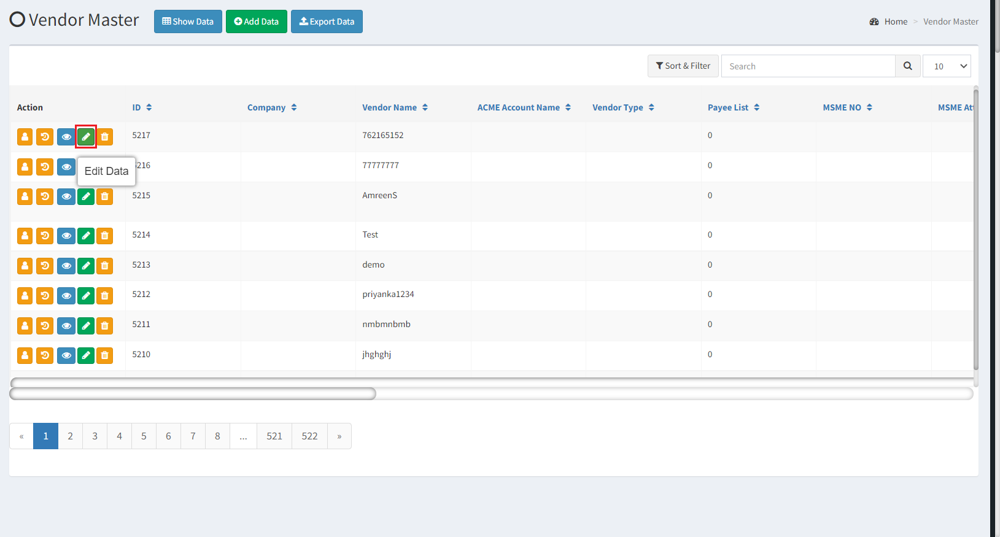 Vendor Master Show Data Add Data Export Data Home > Vendor Master
Sort & Filter Search 10
Action ID Company Vendor Name ACME Account Name Vendor Type Payee List MSME NO MSME Att
5217 762165152 0
216 77777777 0
Edit Data
5215 AmreenS 0
5214 Test 0
5213 demo 0
5212 priyanka1234 0
5211 nmbmnbmb 0
5210 jhghghj 0
« 1 2 3 4 5 6 7 8 ... 521 522 »